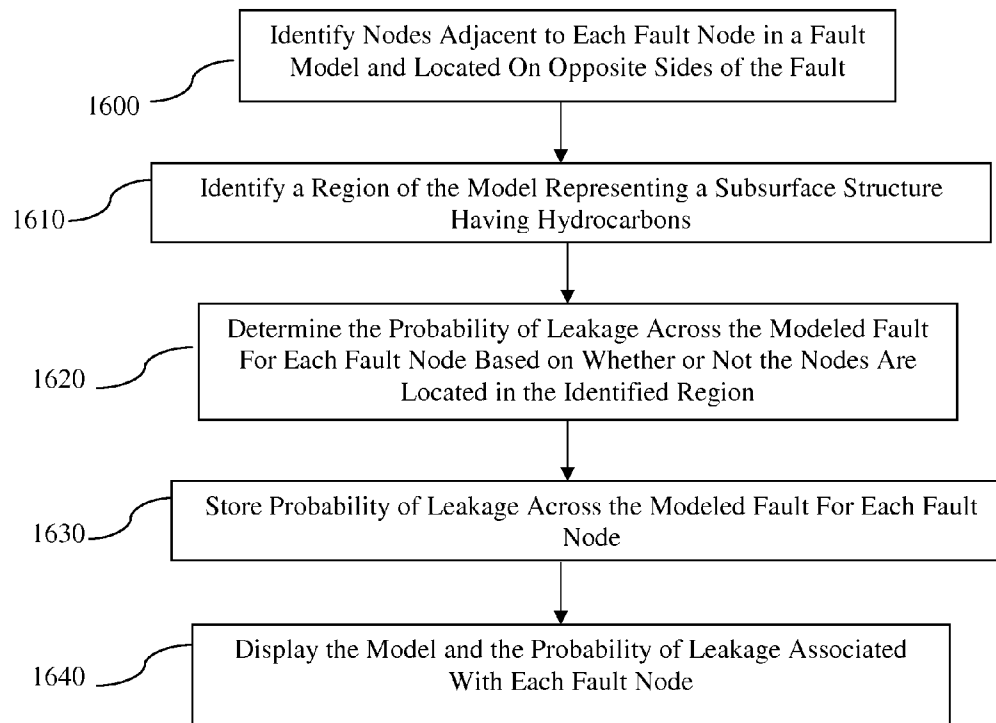 Identify Nodes Adjacent to Each Fault Node in a Fault
Model and Located On Opposite Sides of the Fault
1600
Identify a Region of the Model Representing a Subsurface Structure
Having Hydrocarbons
1610
Determine the Probability of Leakage Across the Modeled Fault
For Each Fault Node Based on Whether or Not the Nodes Are
Located in the Identified Region
1620
Store Probability of Leakage Across the Modeled Fault For Each Fault
Node
1630
Display the Model and the Probability of Leakage Associated
With Each Fault Node
1640